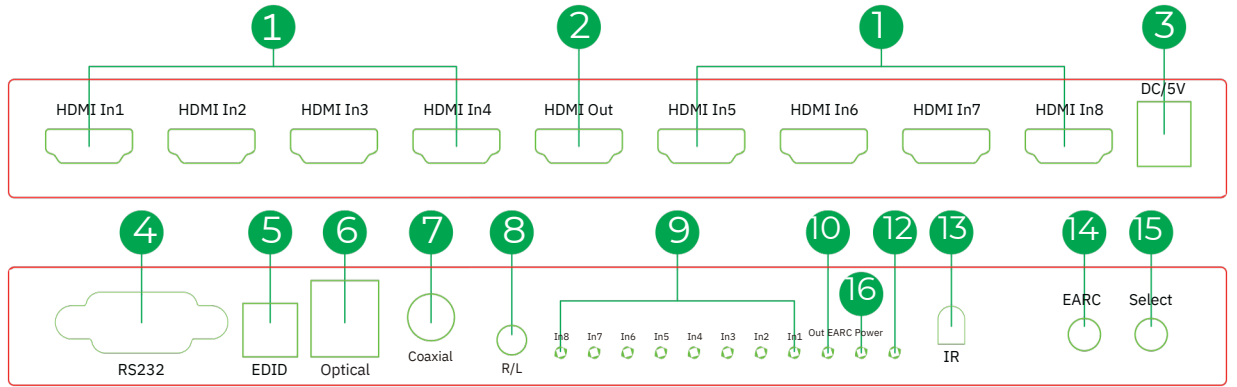 1 2 1 3
DC/5V
HDMI In1 HDMI In2 HDMI In3 HDMI In4 HDMI Out HDMI In5 HDMI In6 HDMI In7 HDMI In8
4 5 6 7 8 9 10 12 13 14 15
16
EARC Select
In8 In7 In6 In5 In4 In3 In2 In1 Out EARC Power
Coaxial IR
RS232 EDID Optical R/L